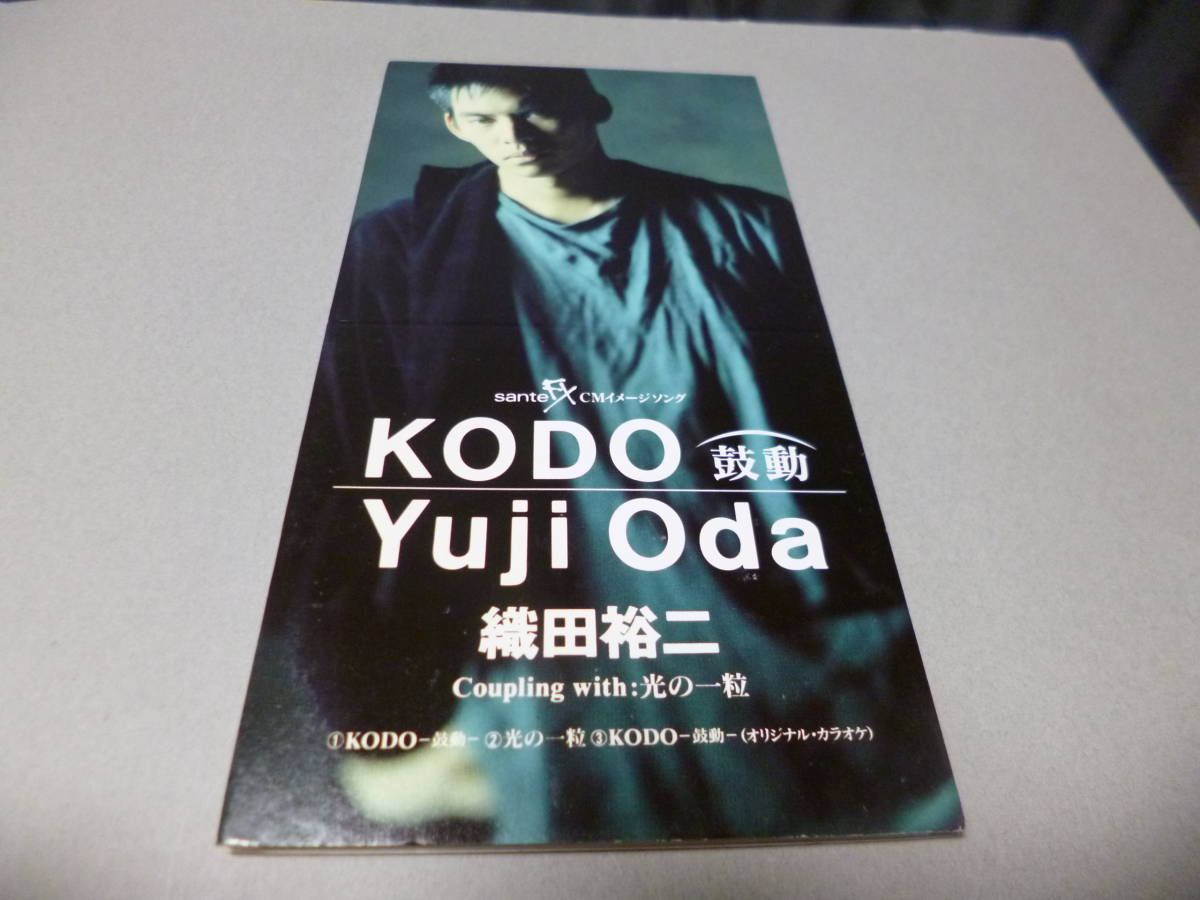 sante FX CMイメージソング
KODO 鼓動
Yuji Oda
織田裕二
Coupling with:光の一粒
①KODO－鼓動－ ②光の一粒 ③KODO－鼓動－(オリジナル・カラオケ)